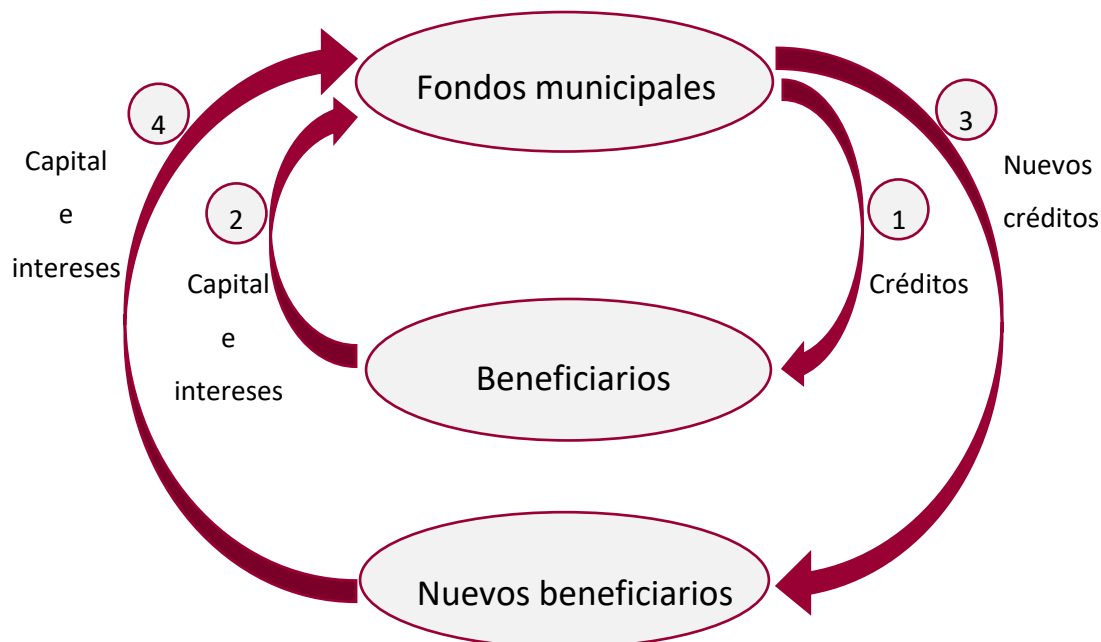 Fondos municipales
4
Capital
e
intereses
2
Capital
e
intereses
3
Nuevos
créditos
1
Créditos
Beneficiarios
Nuevos beneficiarios